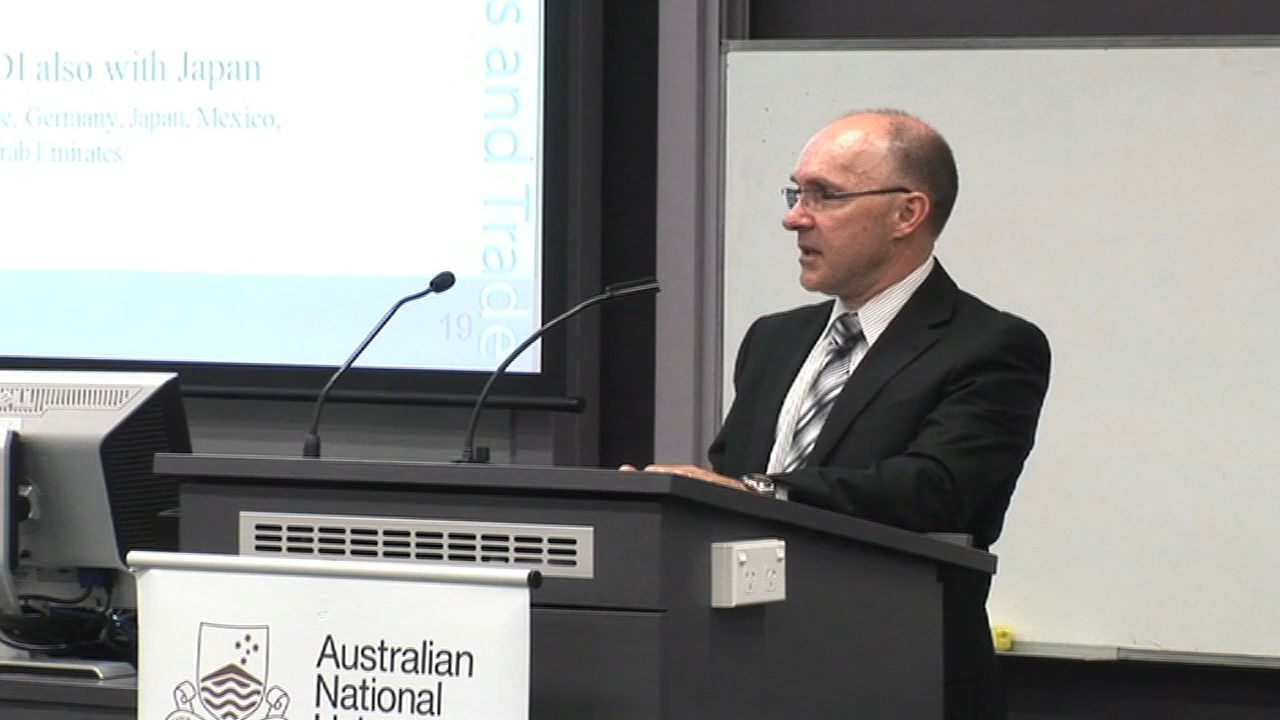 DI also with Japan
e, Germany, Japan, Mexico,
rab Emirates
s and Trade
19
Australian
National